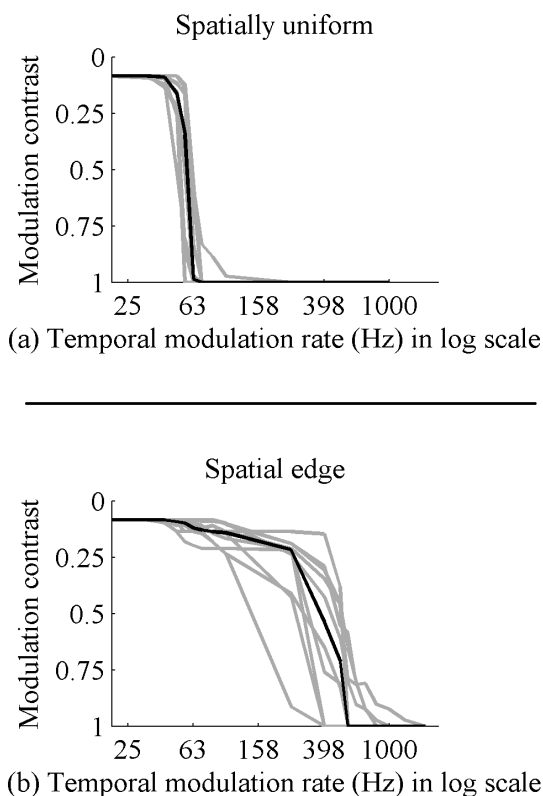 Spatially uniform
Modulation contrast
0
0.25
0.5
0.75
1
25 63 158 398 1000
(a) Temporal modulation rate (Hz) in log scale
Spatial edge
Modulation contrast
0
0.25
0.5
0.75
1
25 63 158 398 1000
(b) Temporal modulation rate (Hz) in log scale